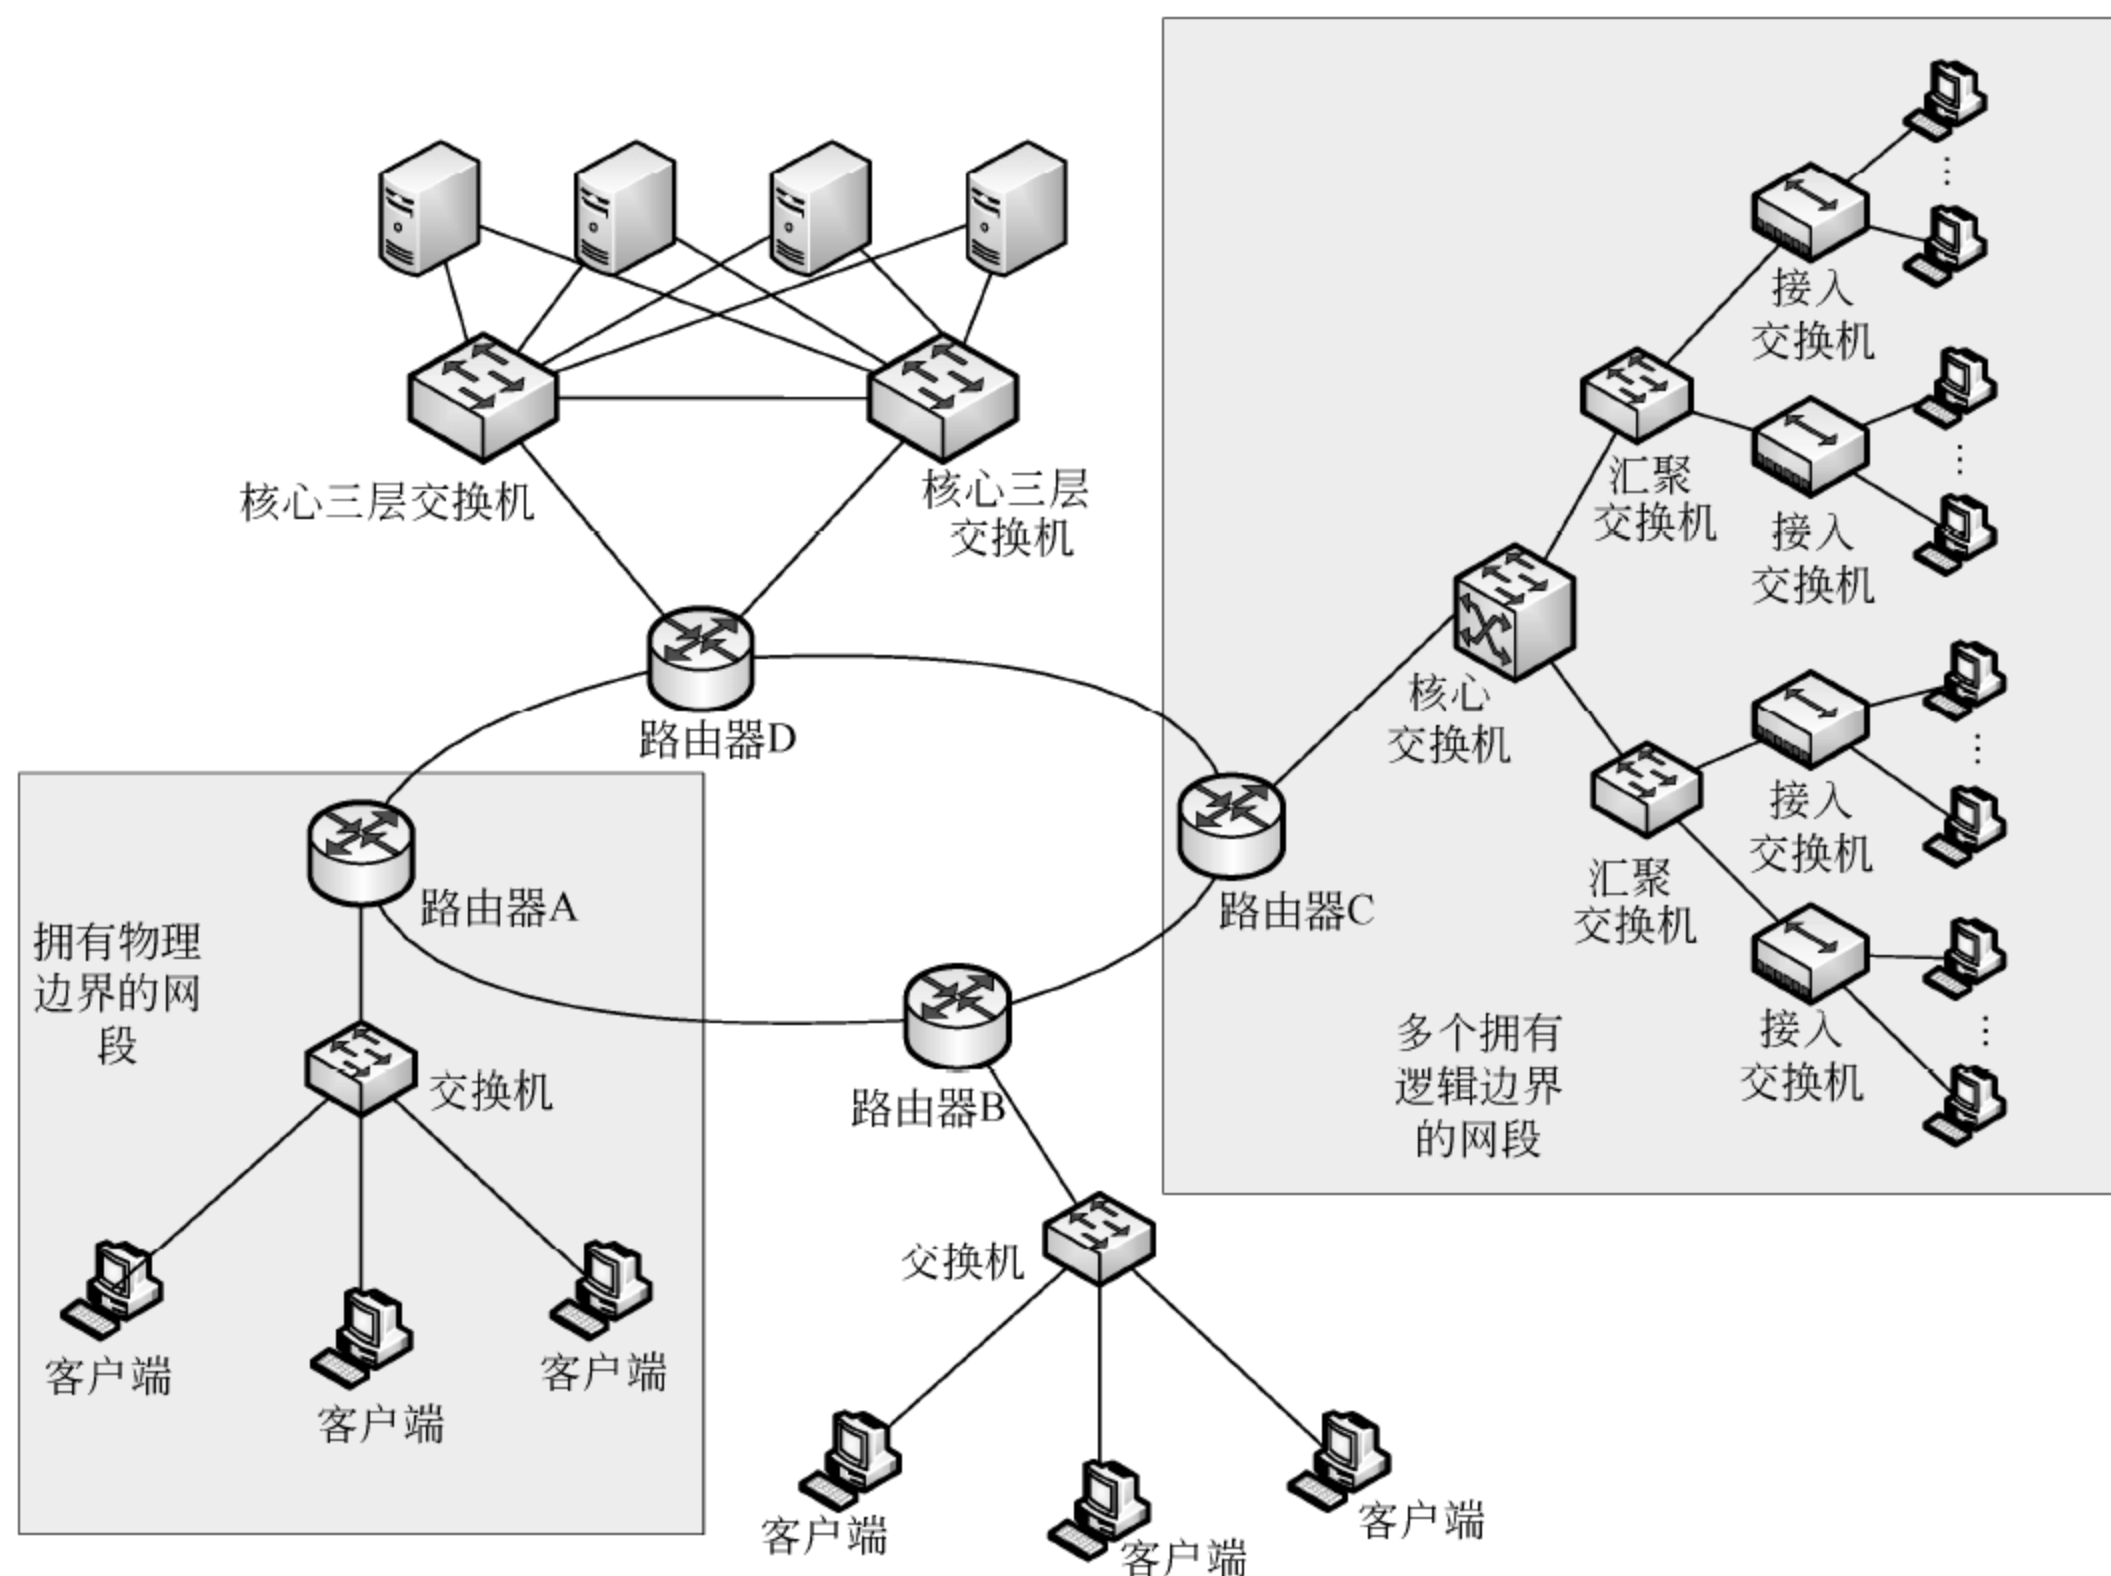 接入
交换机
核心三层交换机
核心三层
交换机
汇聚
交换机
接入
交换机
核心
交换机
路由器D
接入
交换机
汇聚
交换机
路由器A
路由器C
拥有物理
边界的网
段
交换机
路由器B
多个拥有
逻辑边界
的网段
接入
交换机
交换机
客户端
客户端
客户端
客户端
客户端
客户端